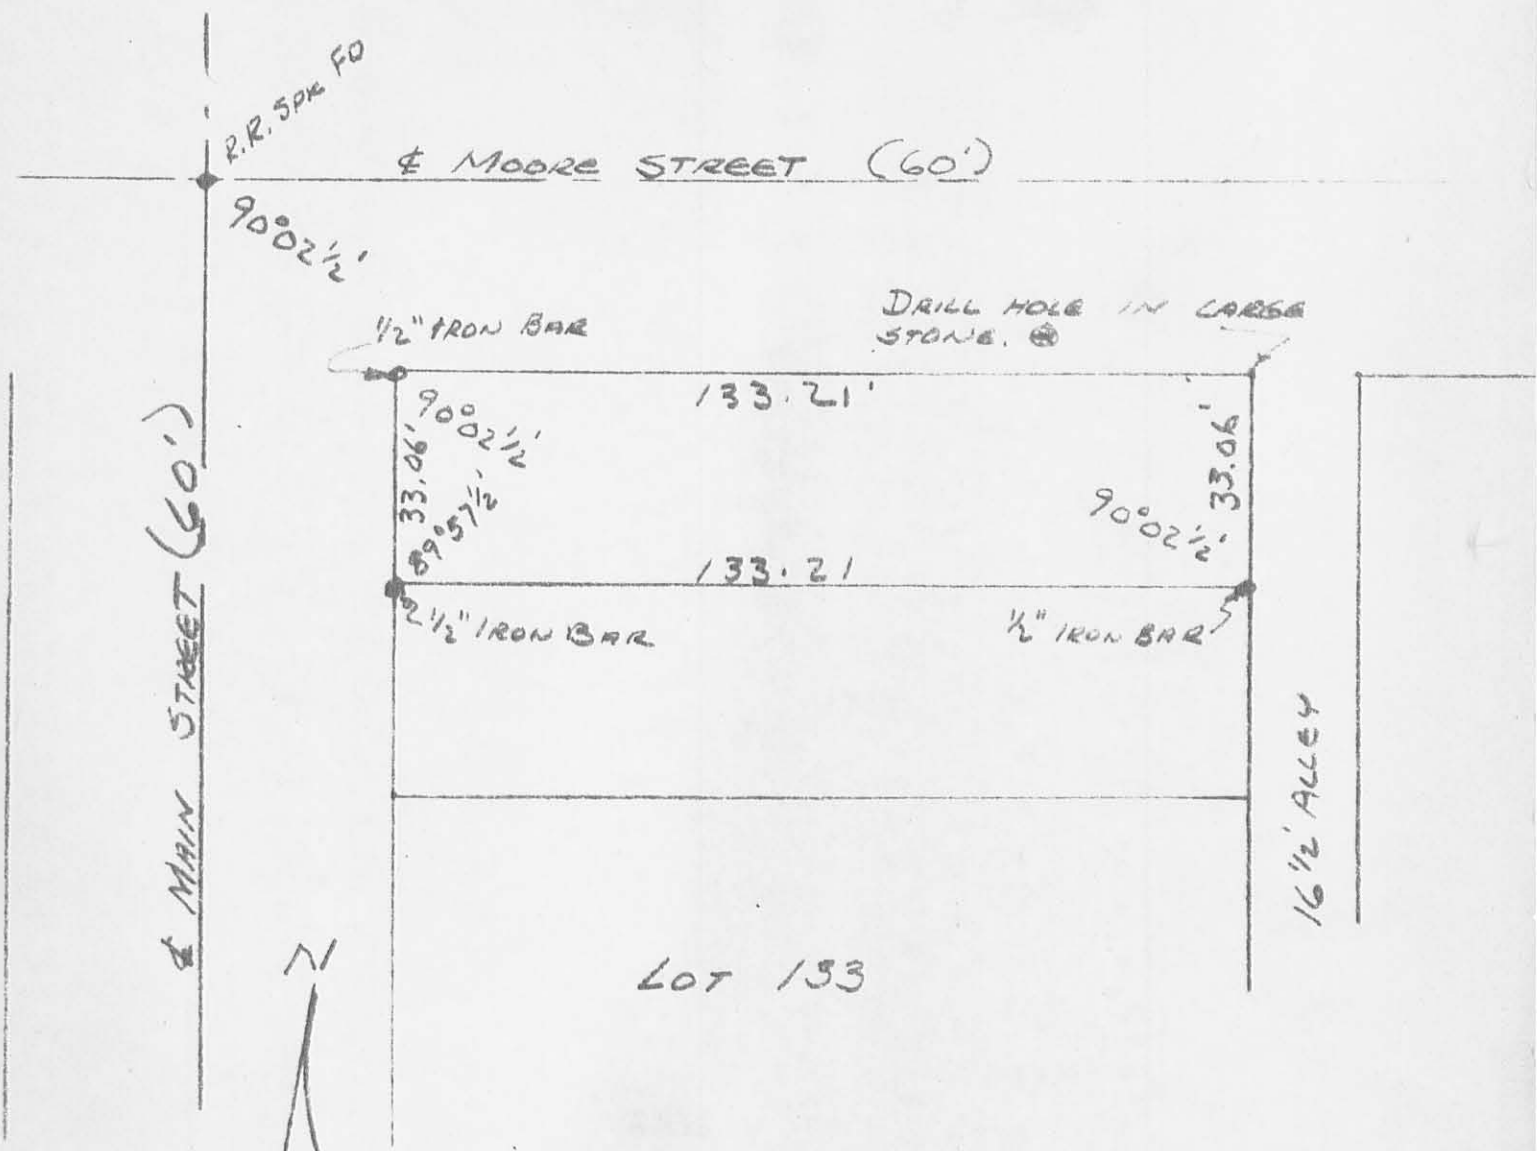 R.R. SPK FD
℄ MOORE STREET (60')
90°02½'
½" IRON BAR
DRILL HOLE IN LARGE
STONE.
133.21'
90°02½'
33.06'
89°57½'
33.06'
90°02½'
133.21
½" IRON BAR
½" IRON BAR
℄ MAIN STREET (60')
16½' ALLEY
LOT 133
N